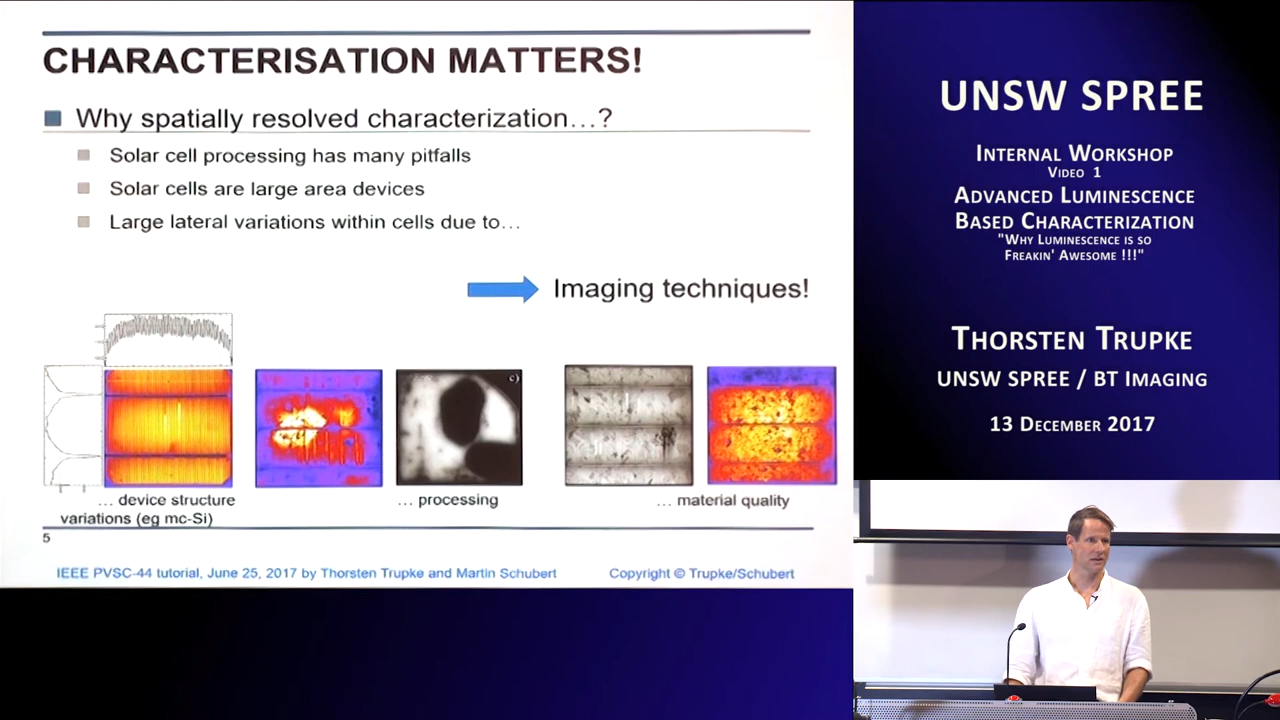 CHARACTERISATION MATTERS!
Why spatially resolved characterization…?
Solar cell processing has many pitfalls
Solar cells are large area devices
Large lateral variations within cells due to…
Imaging techniques!
c)
… device structure
variations (eg mc-Si)
… processing
… material quality
5
IEEE PVSC-44 tutorial, June 25, 2017 by Thorsten Trupke and Martin Schubert
Copyright © Trupke/Schubert
UNSW SPREE
INTERNAL WORKSHOP
VIDEO 1
ADVANCED LUMINESCENCE
BASED CHARACTERIZATION
"WHY LUMINESCENCE IS SO
FREAKIN' AWESOME !!!"
THORSTEN TRUPKE
UNSW SPREE / BT IMAGING
13 DECEMBER 2017